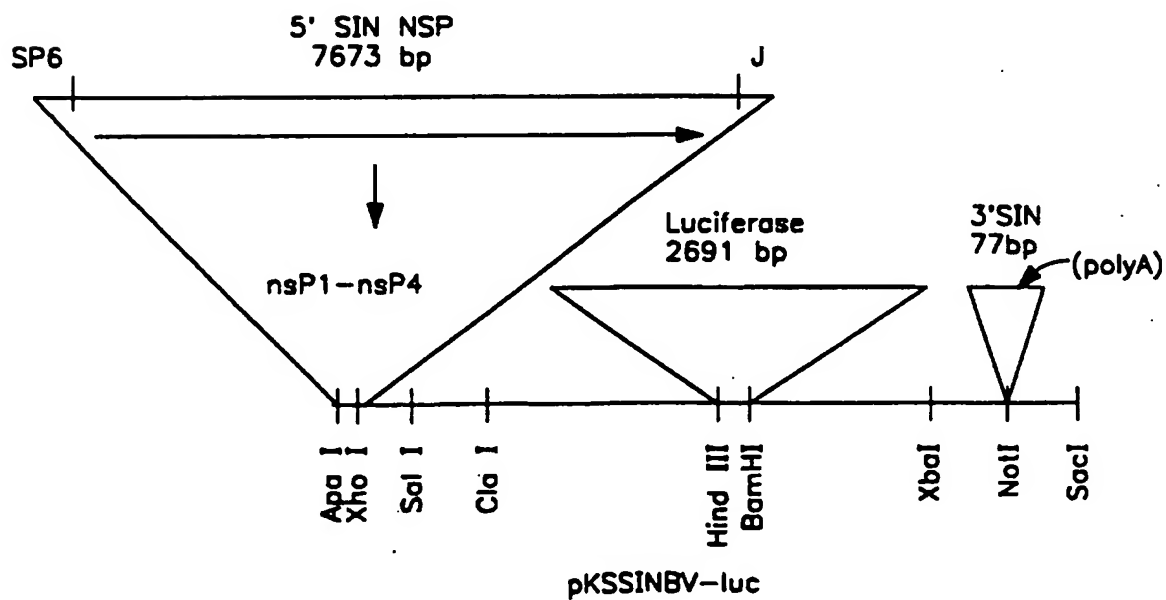 5' SIN NSP
7673 bp
SP6
J
nsP1-nsP4
Luciferase
2691 bp
3'SIN
77bp
(polyA)
Apa I
Xho I
Sal I
Cla I
Hind III
BamHI
XbaI
NotI
SacI
pKSSINBV-luc